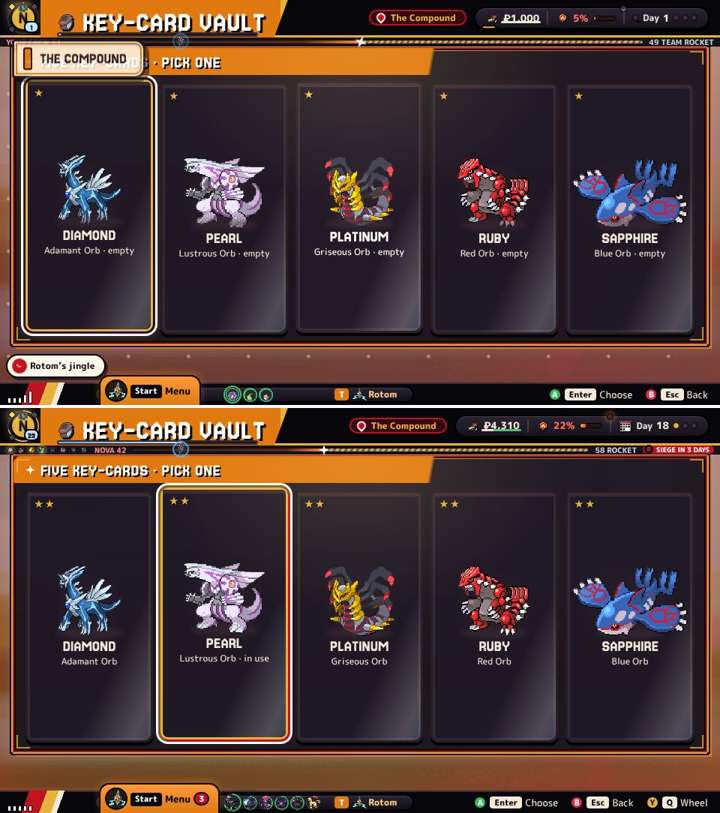 N
1
KEY-CARD VAULT
The Compound
₽1,000
5%
Day 1
49 TEAM ROCKET
THE COMPOUND
· PICK ONE
DIAMOND
Adamant Orb · empty
PEARL
Lustrous Orb · empty
PLATINUM
Griseous Orb · empty
RUBY
Red Orb · empty
SAPPHIRE
Blue Orb · empty
Rotom's jingle
Start Menu
T Rotom
A Enter Choose
B Esc Back
N
KEY-CARD VAULT
The Compound
₽4,310
22%
Day 18
NOVA 42
58 ROCKET
SIEGE IN 3 DAYS
FIVE KEY-CARDS · PICK ONE
DIAMOND
Adamant Orb
PEARL
Lustrous Orb · in use
PLATINUM
Griseous Orb
RUBY
Red Orb
SAPPHIRE
Blue Orb
Start Menu 3
T Rotom
A Enter Choose
B Esc Back
Y Q Wheel